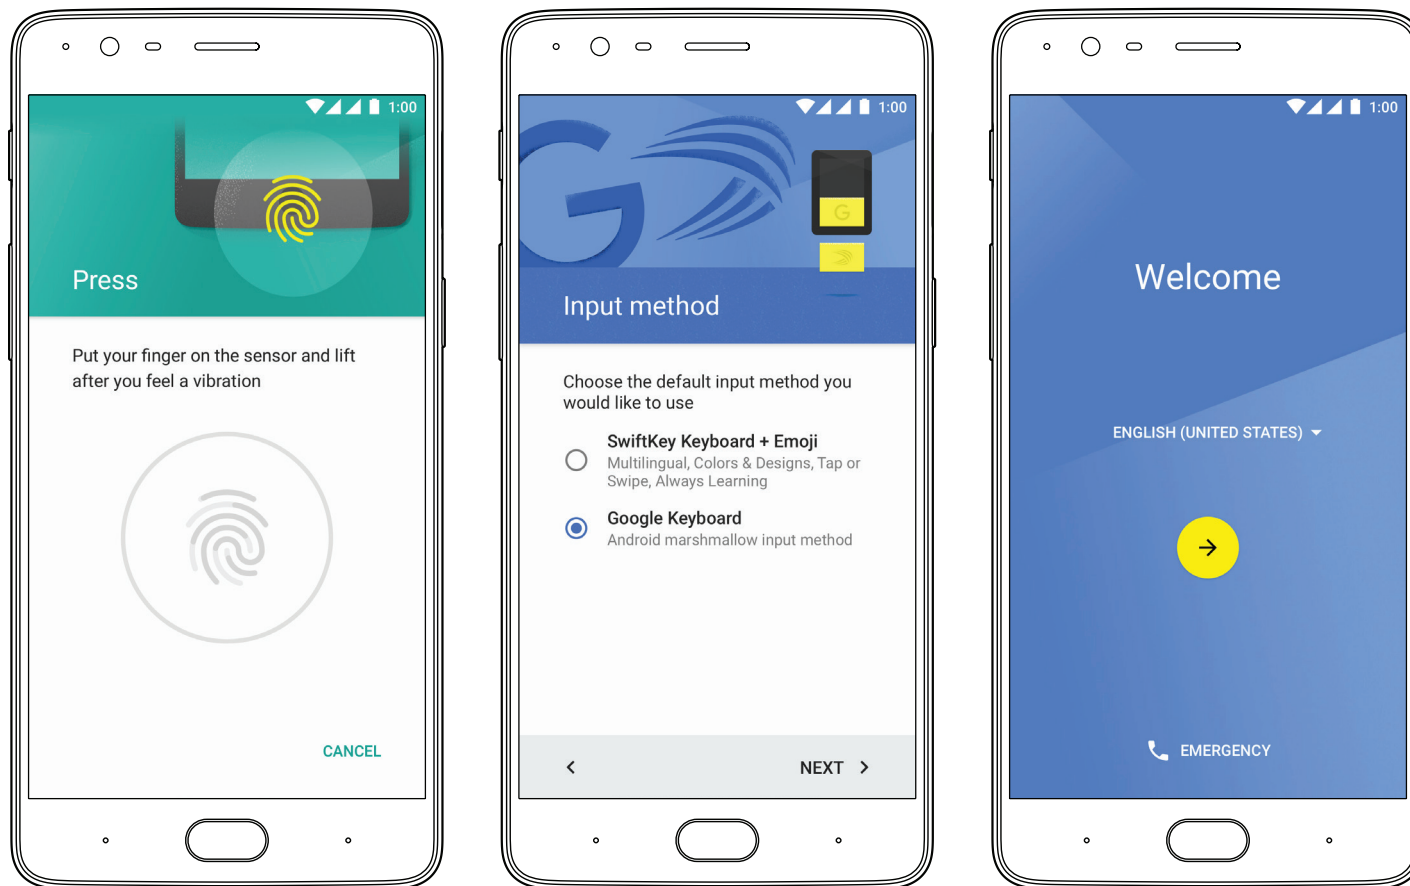 1:00
Press
Put your finger on the sensor and lift
after you feel a vibration
CANCEL
1:00
G
G
Input method
Choose the default input method you
would like to use
SwiftKey Keyboard + Emoji
Multilingual, Colors & Designs, Tap or
Swipe, Always Learning
Google Keyboard
Android marshmallow input method
NEXT
1:00
Welcome
ENGLISH (UNITED STATES)
EMERGENCY